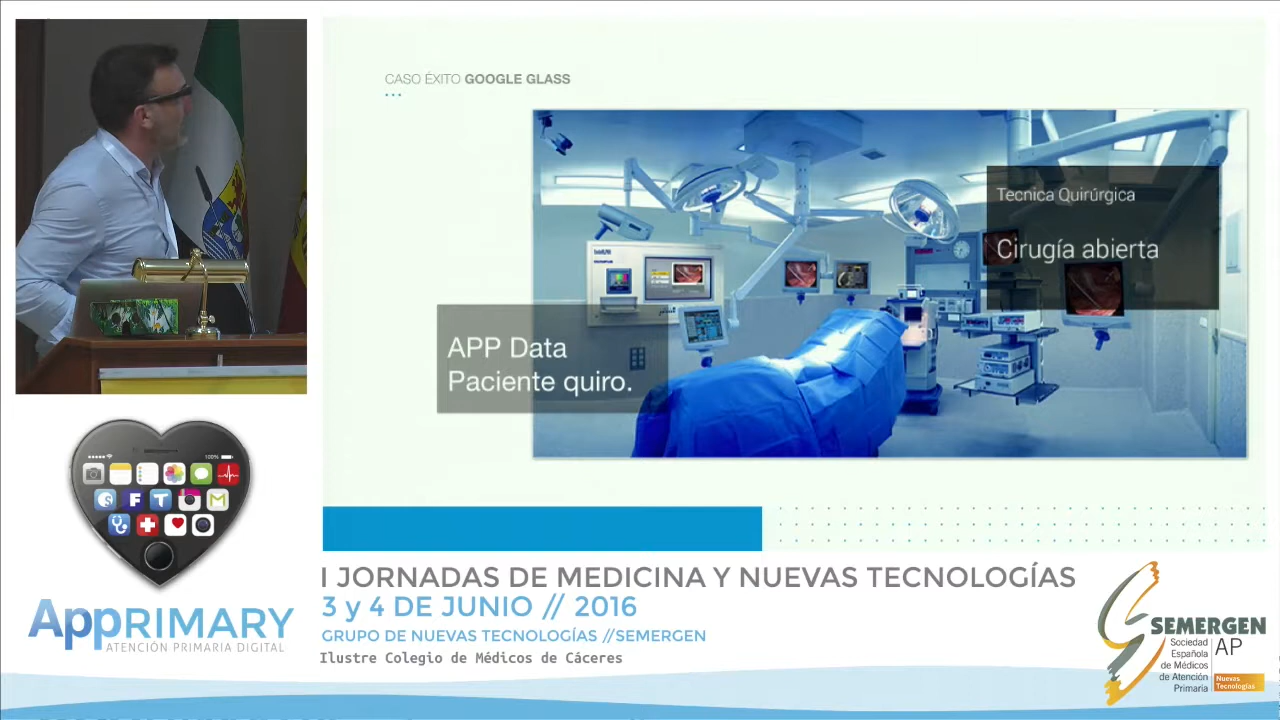 CASO ÉXITO GOOGLE GLASS
Tecnica Quirúrgica
Cirugía abierta
APP Data
Paciente quiro.
100%
F
T
M
APPRIMARY
ATENCIÓN PRIMARIA DIGITAL
I JORNADAS DE MEDICINA Y NUEVAS TECNOLOGÍAS
3 y 4 DE JUNIO // 2016
GRUPO DE NUEVAS TECNOLOGÍAS //SEMERGEN
Ilustre Colegio de Médicos de Cáceres
SEMERGEN
Sociedad
Española
de Médicos
de Atención
Primaria
AP
Nuevas
Tecnologías